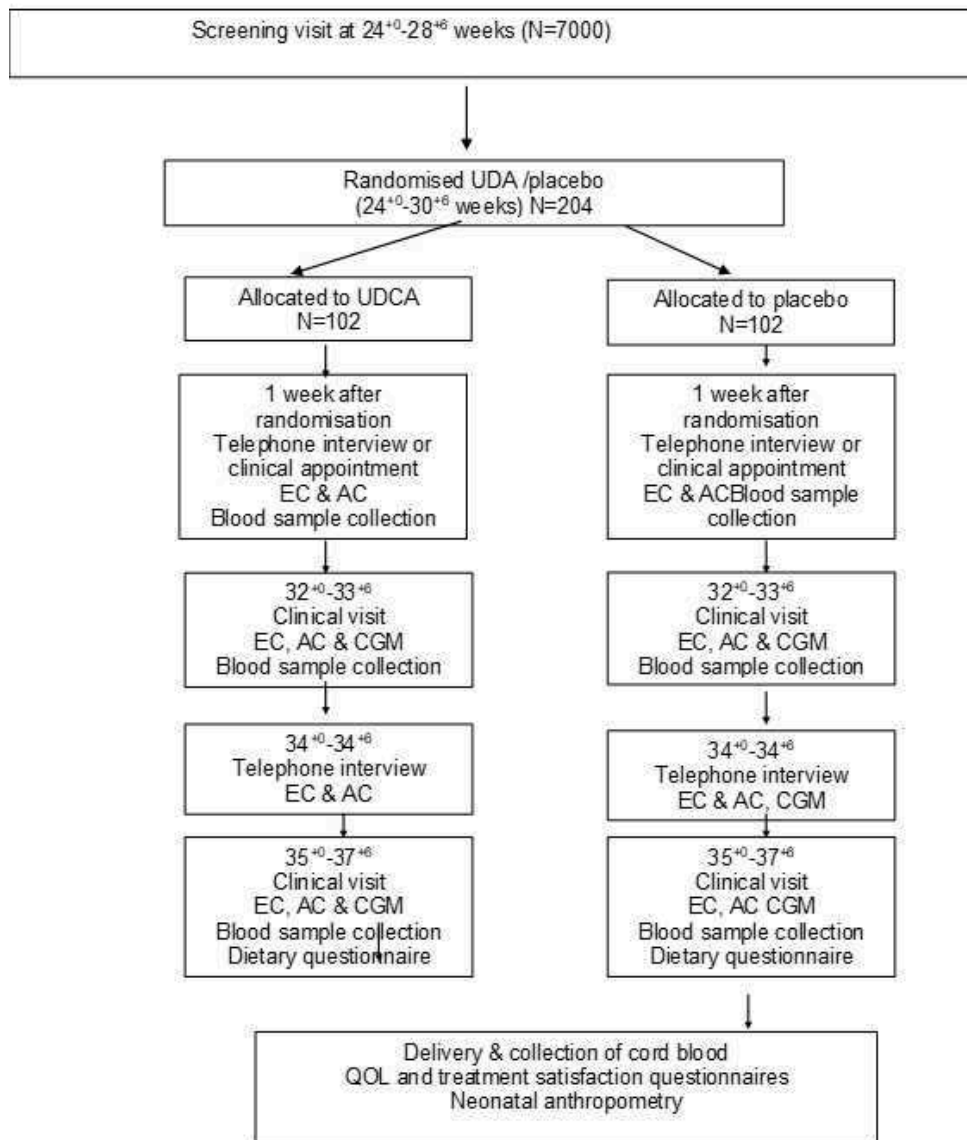 Screening visit at 24⁺⁰-28⁺⁶ weeks (N=7000)
Randomised UDA /placebo
(24⁺⁰-30⁺⁶ weeks) N=204
Allocated to UDCA
N=102
Allocated to placebo
N=102
1 week after
randomisation
Telephone interview or
clinical appointment
EC & AC
Blood sample collection
1 week after
randomisation
Telephone interview or
clinical appointment
EC & ACBlood sample
collection
32⁺⁰-33⁺⁶
Clinical visit
EC, AC & CGM
Blood sample collection
32⁺⁰-33⁺⁶
Clinical visit
EC, AC & CGM
Blood sample collection
34⁺⁰-34⁺⁶
Telephone interview
EC & AC
34⁺⁰-34⁺⁶
Telephone interview
EC & AC, CGM
35⁺⁰-37⁺⁶
Clinical visit
EC, AC & CGM
Blood sample collection
Dietary questionnaire
35⁺⁰-37⁺⁶
Clinical visit
EC, AC CGM
Blood sample collection
Dietary questionnaire
Delivery & collection of cord blood
QOL and treatment satisfaction questionnaires
Neonatal anthropometry